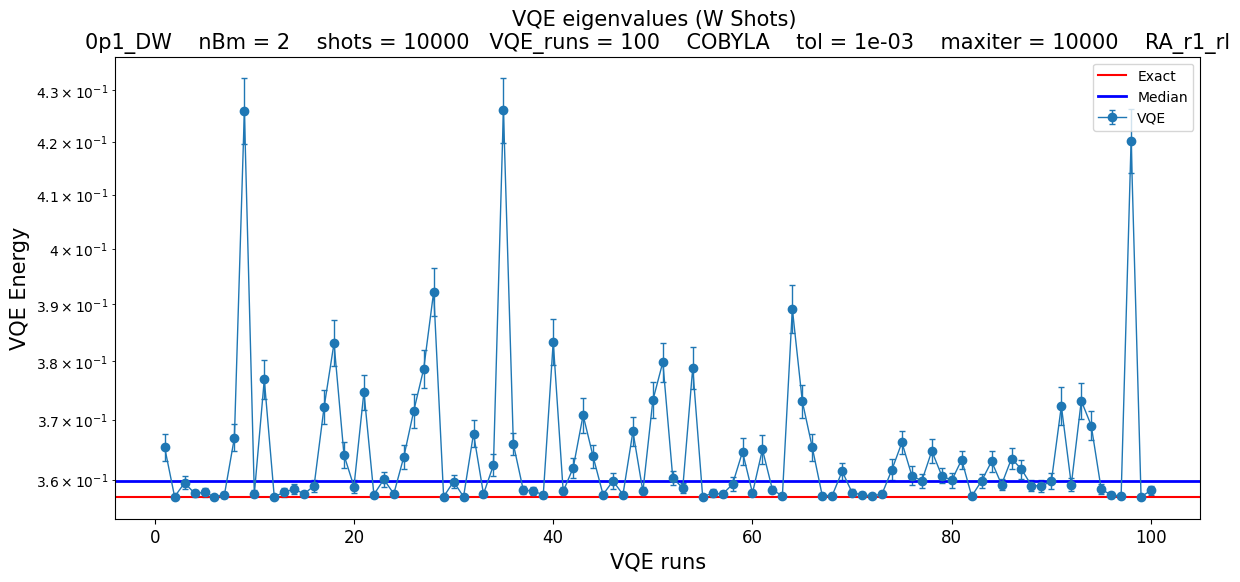 VQE eigenvalues (W Shots)
0p1_DW nBm = 2 shots = 10000 VQE_runs = 100 COBYLA tol = 1e-03 maxiter = 10000 RA_r1_rl
Exact
Median
VQE
4.3 × 10⁻¹
4.2 × 10⁻¹
4.1 × 10⁻¹
4 × 10⁻¹
3.9 × 10⁻¹
3.8 × 10⁻¹
3.7 × 10⁻¹
3.6 × 10⁻¹
VQE Energy
0 20 40 60 80 100
VQE runs